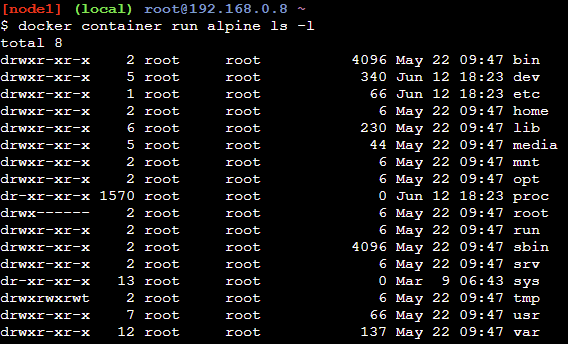 [node1] (local) root@192.168.0.8 ~
$ docker container run alpine ls -l
total 8
drwxr-xr-x    2 root     root          4096 May 22 09:47 bin
drwxr-xr-x    5 root     root           340 Jun 12 18:23 dev
drwxr-xr-x    1 root     root            66 Jun 12 18:23 etc
drwxr-xr-x    2 root     root             6 May 22 09:47 home
drwxr-xr-x    6 root     root           230 May 22 09:47 lib
drwxr-xr-x    5 root     root            44 May 22 09:47 media
drwxr-xr-x    2 root     root             6 May 22 09:47 mnt
drwxr-xr-x    2 root     root             6 May 22 09:47 opt
dr-xr-xr-x 1570 root     root             0 Jun 12 18:23 proc
drwx------    2 root     root             6 May 22 09:47 root
drwxr-xr-x    2 root     root             6 May 22 09:47 run
drwxr-xr-x    2 root     root          4096 May 22 09:47 sbin
drwxr-xr-x    2 root     root             6 May 22 09:47 srv
dr-xr-xr-x   13 root     root             0 Mar  9 06:43 sys
drwxrwxrwt    2 root     root             6 May 22 09:47 tmp
drwxr-xr-x    7 root     root            66 May 22 09:47 usr
drwxr-xr-x   12 root     root           137 May 22 09:47 var